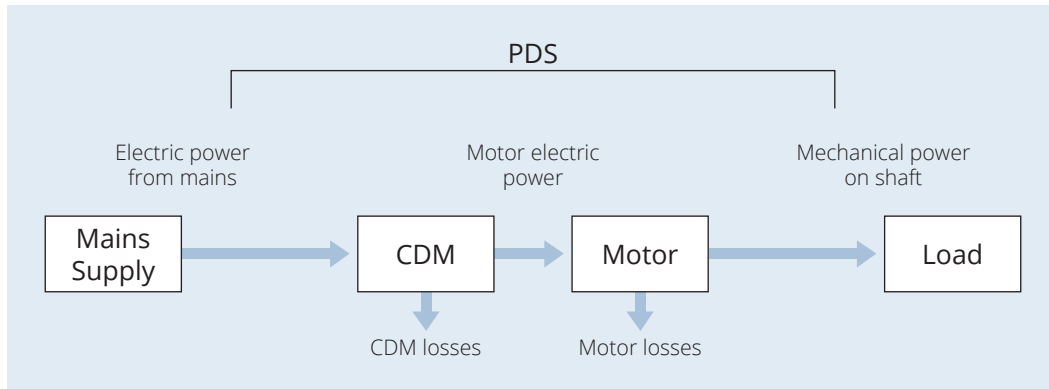 PDS
Electric power
from mains
Motor electric
power
Mechanical power
on shaft
Mains
Supply
CDM
Motor
Load
CDM losses
Motor losses